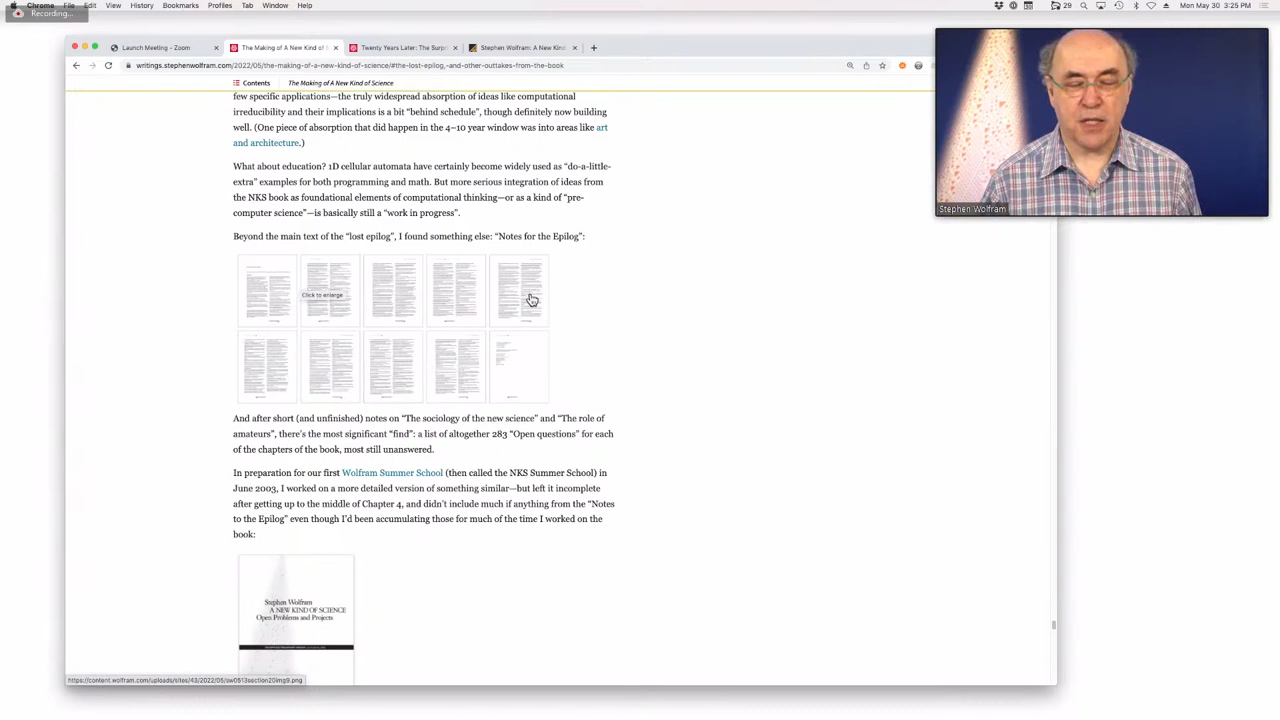 Chrome File Edit View History Bookmarks Profiles Tab Window Help
29
Mon May 30 3:25 PM
Recording...
Launch Meeting - Zoom
The Making of A New Kind of S
Twenty Years Later: The Surp
Stephen Wolfram: A New Kind
writings.stephenwolfram.com/2022/05/the-making-of-a-new-kind-of-science/#the-lost-epilog,-and-other-outtakes-from-the-book
Contents The Making of A New Kind of Science
few specific applications—the truly widespread absorption of ideas like computational
irreducibility and their implications is a bit “behind schedule”, though definitely now building
well. (One piece of absorption that did happen in the 4–10 year window was into areas like art
and architecture.)
What about education? 1D cellular automata have certainly become widely used as “do-a-little-
extra” examples for both programming and math. But more serious integration of ideas from
the NKS book as foundational elements of computational thinking—or as a kind of “pre-
computer science”—is basically still a “work in progress”.
Beyond the main text of the “lost epilog”, I found something else: “Notes for the Epilog”:
Click to enlarge
And after short (and unfinished) notes on “The sociology of the new science” and “The role of
amateurs”, there’s the most significant “find”: a list of altogether 283 “Open questions” for each
of the chapters of the book, most still unanswered.
In preparation for our first Wolfram Summer School (then called the NKS Summer School) in
June 2003, I worked on a more detailed version of something similar—but left it incomplete
after getting up to the middle of Chapter 4, and didn’t include much if anything from the “Notes
to the Epilog” even though I’d been accumulating those for much of the time I worked on the
book:
Stephen Wolfram
A NEW KIND OF SCIENCE
Open Problems and Projects
https://content.wolfram.com/uploads/sites/43/2022/05/sw0513section20img9.png
Stephen Wolfram